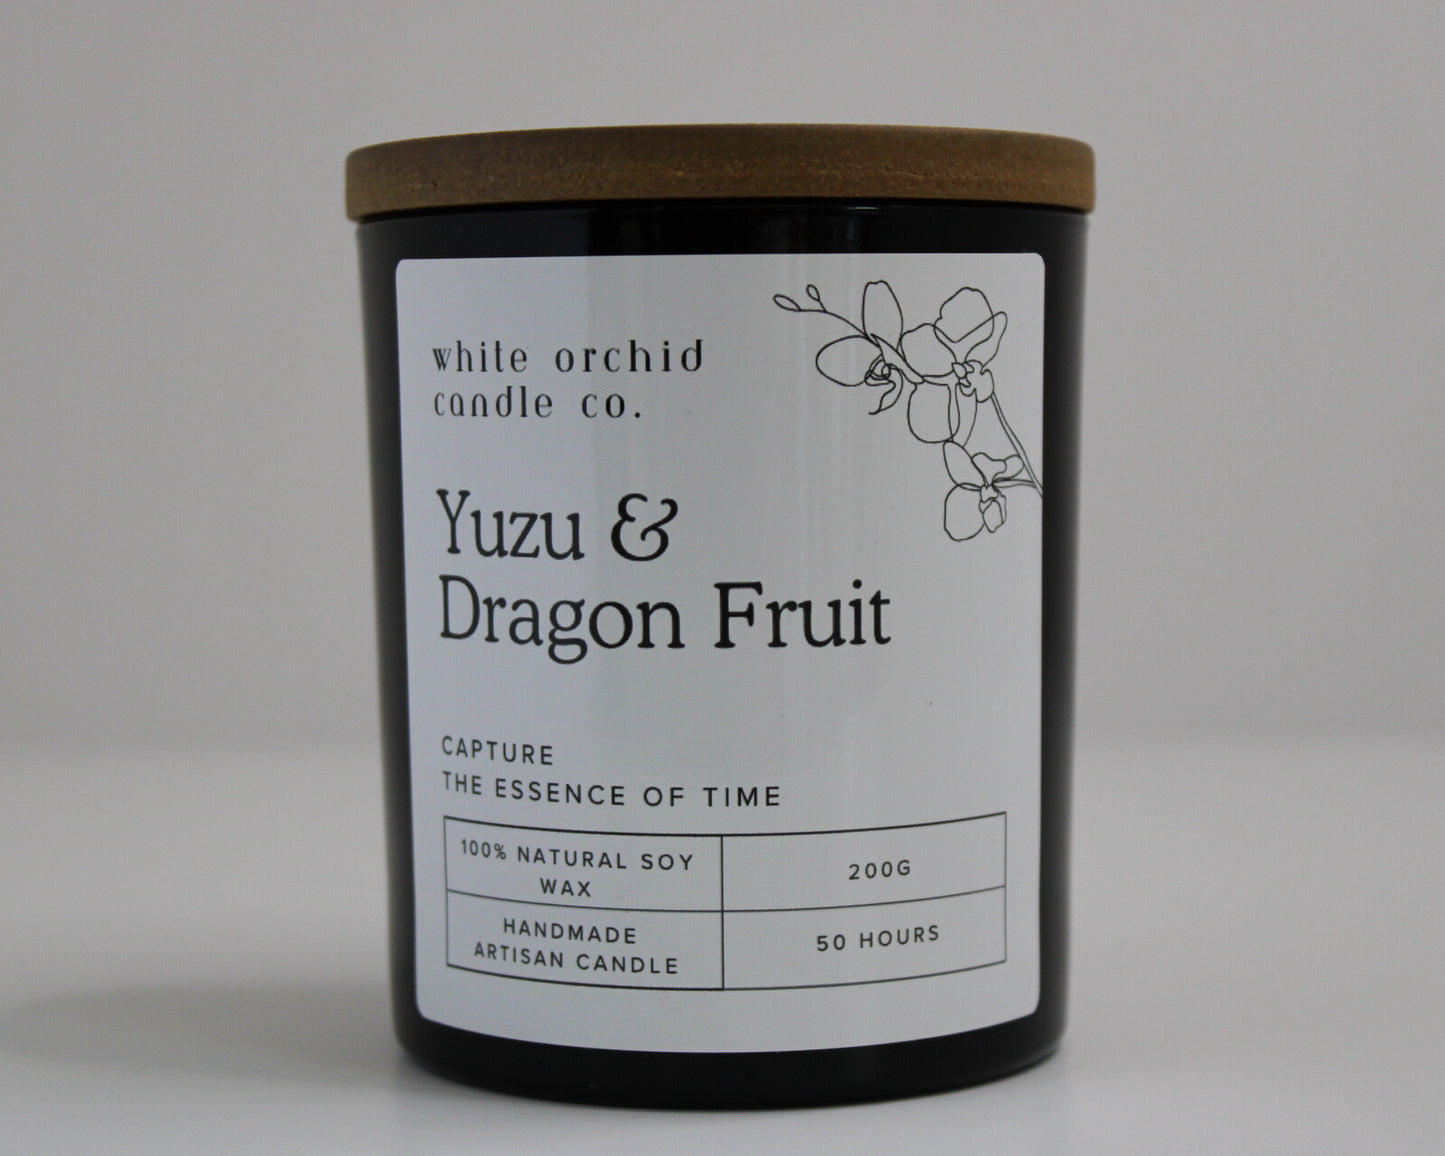 white orchid
candle co.
Yuzu &
Dragon Fruit
CAPTURE
THE ESSENCE OF TIME
100% NATURAL SOY
WAX
200G
HANDMADE
ARTISAN CANDLE
50 HOURS